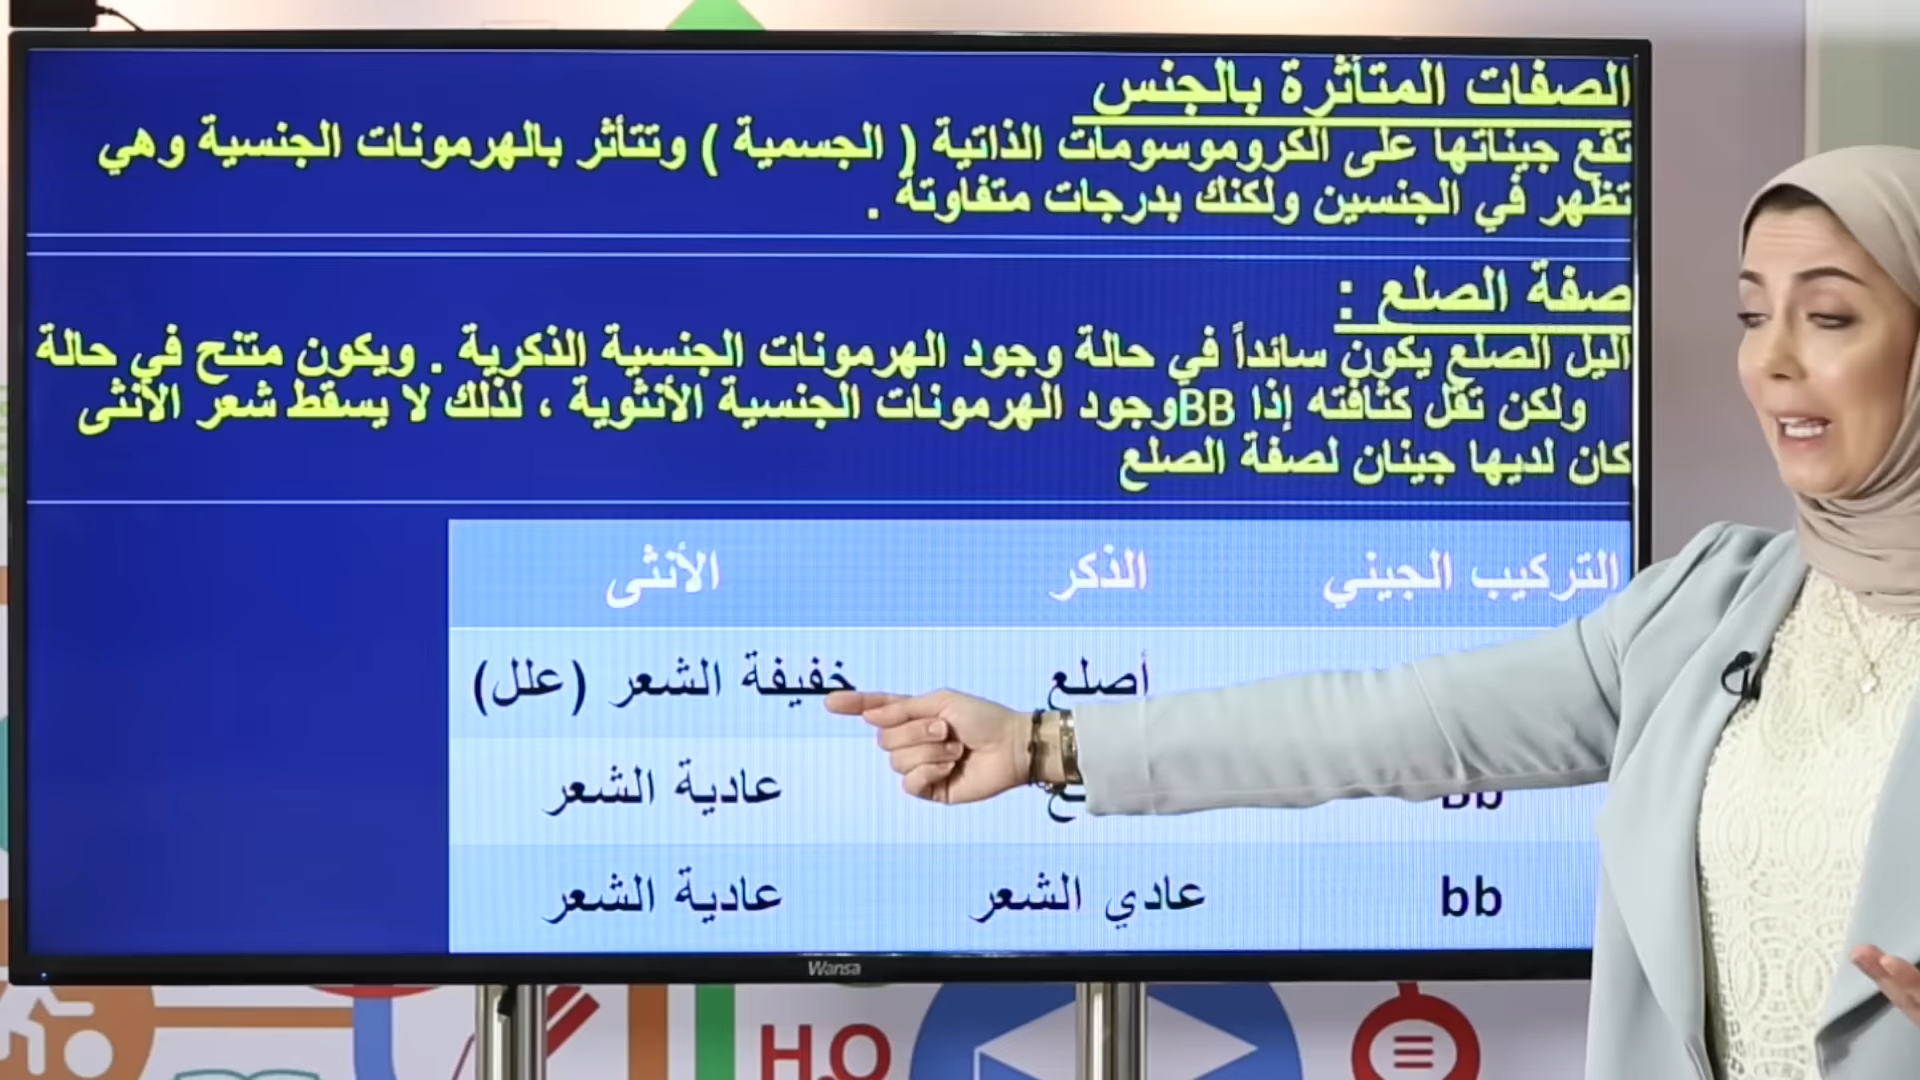 الصفات المتأثرة بالجنس
تقع جيناتها على الكروموسومات الذاتية ( الجسمية ) وتتأثر بالهرمونات الجنسية وهي
تظهر في الجنسين ولكنك بدرجات متفاوتة .
صفة الصلع :
اليل الصلع يكون سائداً في حالة وجود الهرمونات الجنسية الذكرية . ويكون متنح في حالة
ولكن تقل كثافته إذا BBوجود الهرمونات الجنسية الأنثوية ، لذلك لا يسقط شعر الأنثى
كان لديها جينان لصفة الصلع
التركيب الجيني الذكر الأنثى
أصلع خفيفة الشعر (علل)
Bb عادية الشعر
bb عادي الشعر عادية الشعر
Wansa
H₂O